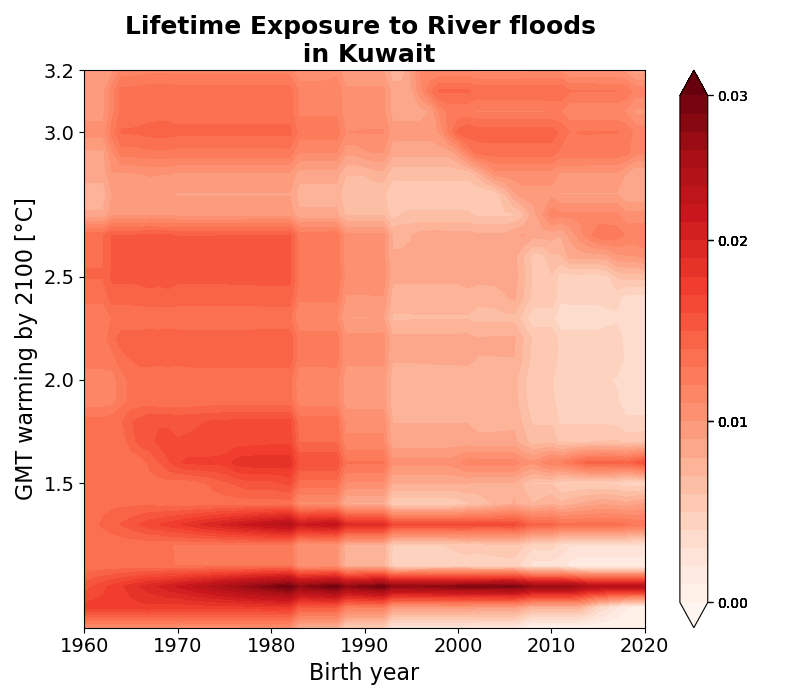 Lifetime Exposure to River floods
in Kuwait
3.2
3.0
2.5
2.0
1.5
GMT warming by 2100 [°C]
1960 1970 1980 1990 2000 2010 2020
Birth year
0.03
0.02
0.01
0.00